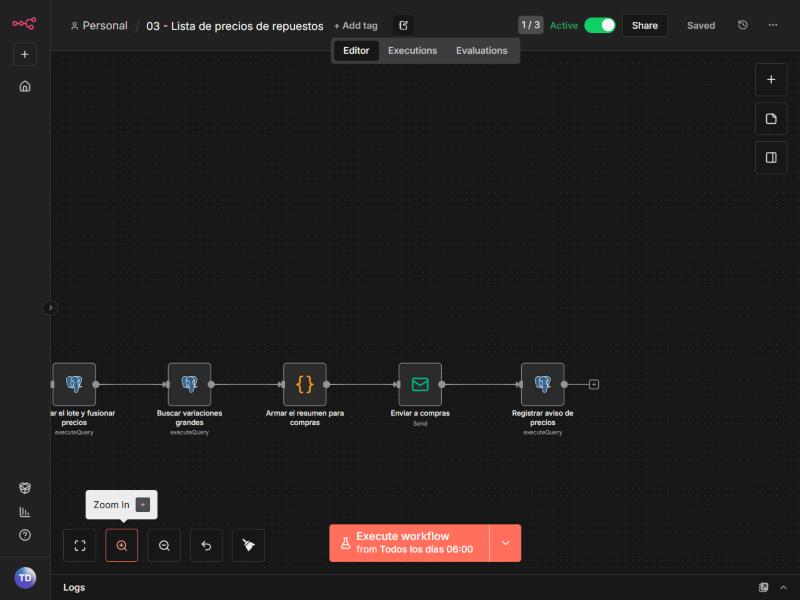 Personal / 03 - Lista de precios de repuestos + Add tag
1 / 3 Active Share Saved
Editor Executions Evaluations
ar el lote y fusionar
precios
executeQuery
Buscar variaciones
grandes
executeQuery
Armar el resumen para
compras
Enviar a compras
Send
Registrar aviso de
precios
executeQuery
Zoom In +
Execute workflow
from Todos los días 06:00
TD
Logs